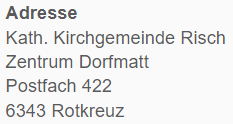 Adresse
Kath. Kirchgemeinde Risch
Zentrum Dorfmatt
Postfach 422
6343 Rotkreuz